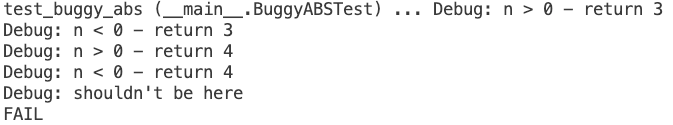 test_buggy_abs (__main__.BuggyABSTest) ... Debug: n > 0 – return 3
Debug: n < 0 – return 3
Debug: n > 0 – return 4
Debug: n < 0 – return 4
Debug: shouldn't be here
FAIL